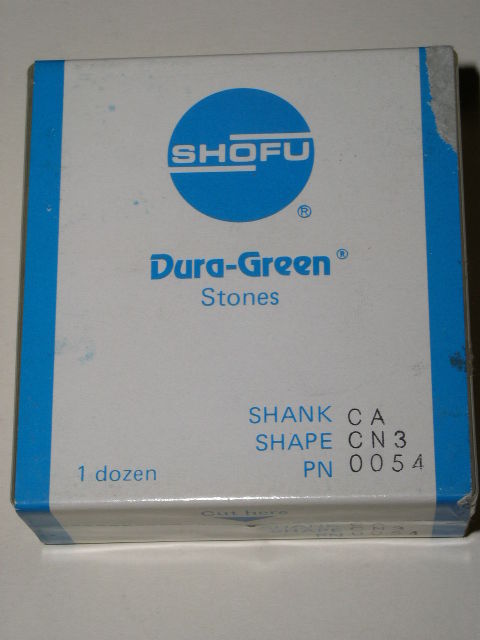 SHOFU
®
Dura-Green®
Stones
SHANK CA
SHAPE CN3
PN 0054
1 dozen
Cut here